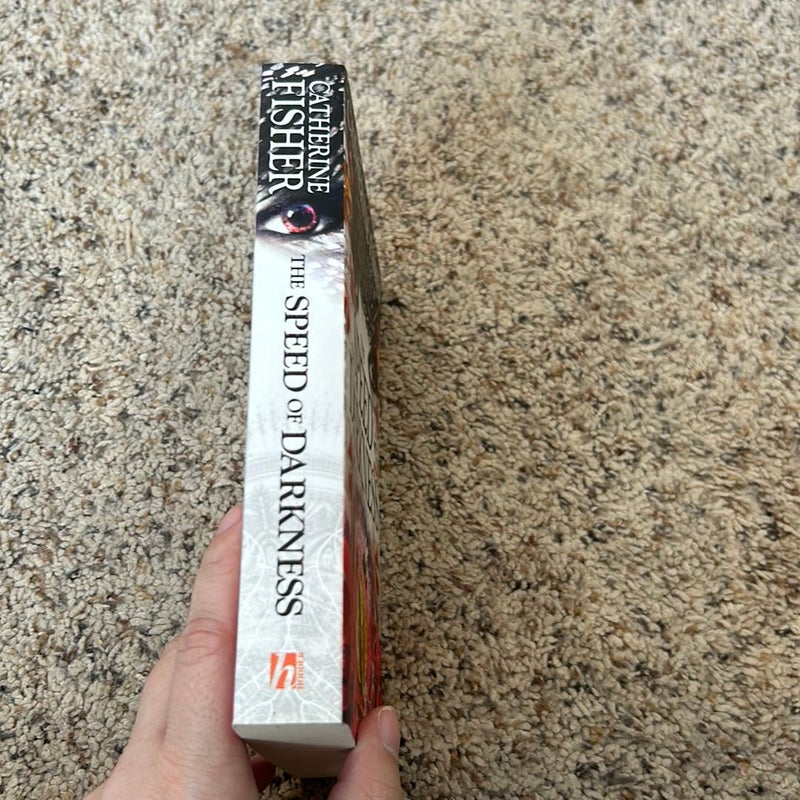 CATHERINE
FISHER
THE SPEED OF DARKNESS
h